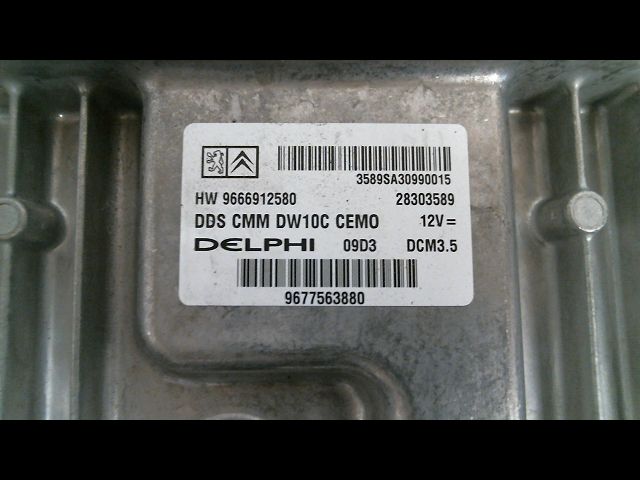 3589SA30990015
HW 9666912580 28303589
DDS CMM DW10C CEMO 12V=
DELPHI 09D3 DCM3.5
9677563880